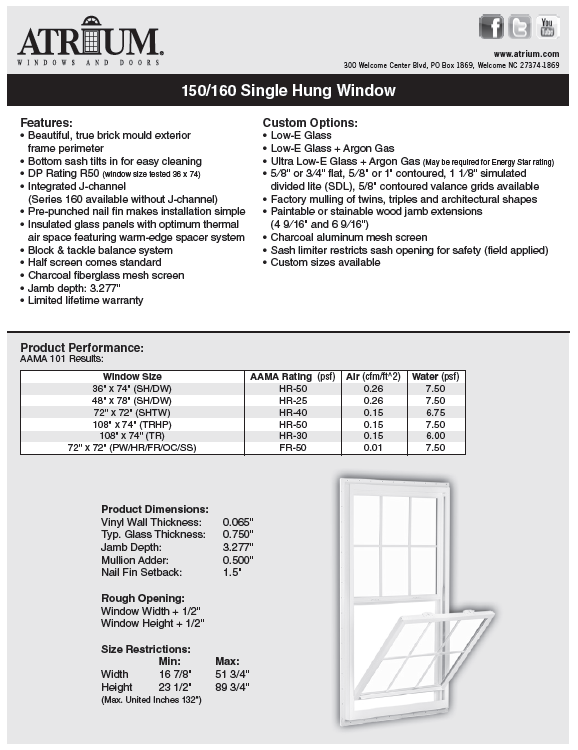 ATRIUM.
WINDOWS AND DOORS
f t You Tube
www.atrium.com
300 Welcome Center Blvd, PO Box 1869, Welcome NC 27374-1869
150/160 Single Hung Window
Features:
• Beautiful, true brick mould exterior
frame perimeter
• Bottom sash tilts in for easy cleaning
• DP Rating R50 (window size tested 36 x 74)
• Integrated J-channel
(Series 160 available without J-channel)
• Pre-punched nail fin makes installation simple
• Insulated glass panels with optimum thermal
air space featuring warm-edge spacer system
• Block & tackle balance system
• Half screen comes standard
• Charcoal fiberglass mesh screen
• Jamb depth: 3.277"
• Limited lifetime warranty
Custom Options:
• Low-E Glass
• Low-E Glass + Argon Gas
• Ultra Low-E Glass + Argon Gas (May be required for Energy Star rating)
• 5/8" or 3/4" flat, 5/8" or 1" contoured, 1 1/8" simulated
divided lite (SDL), 5/8" contoured valance grids available
• Factory mulling of twins, triples and architectural shapes
• Paintable or stainable wood jamb extensions
(4 9/16" and 6 9/16")
• Charcoal aluminum mesh screen
• Sash limiter restricts sash opening for safety (field applied)
• Custom sizes available
Product Performance:
AAMA 101 Results:
Window Size AAMA Rating (psf) Air (cfm/ft^2) Water (psf)
36" x 74" (SH/DW) HR-50 0.26 7.50
48" x 78" (SH/DW) HR-25 0.26 7.50
72" x 72" (SHTW) HR-40 0.15 6.75
108" x 74" (TRHP) HR-50 0.15 7.50
108" x 74" (TR) HR-30 0.15 6.00
72" x 72" (PW/HR/FR/OC/SS) FR-50 0.01 7.50
Product Dimensions:
Vinyl Wall Thickness: 0.065"
Typ. Glass Thickness: 0.750"
Jamb Depth: 3.277"
Mullion Adder: 0.500"
Nail Fin Setback: 1.5"
Rough Opening:
Window Width + 1/2"
Window Height + 1/2"
Size Restrictions:
Min: Max:
Width 16 7/8" 51 3/4"
Height 23 1/2" 89 3/4"
(Max. United Inches 132")